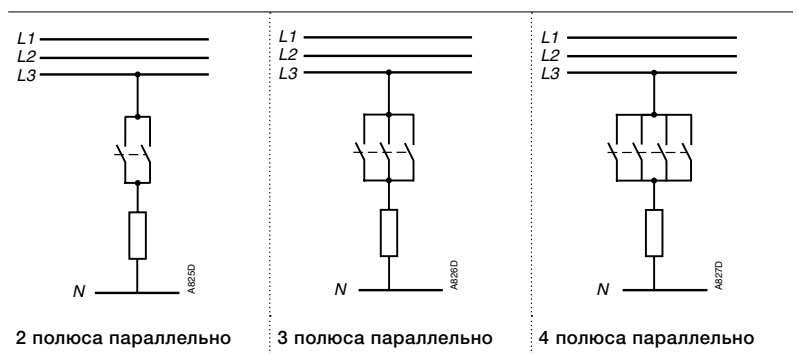 L1
L2
L3
N
A825D
2 полюса параллельно
L1
L2
L3
N
A826D
3 полюса параллельно
L1
L2
L3
N
A827D
4 полюса параллельно